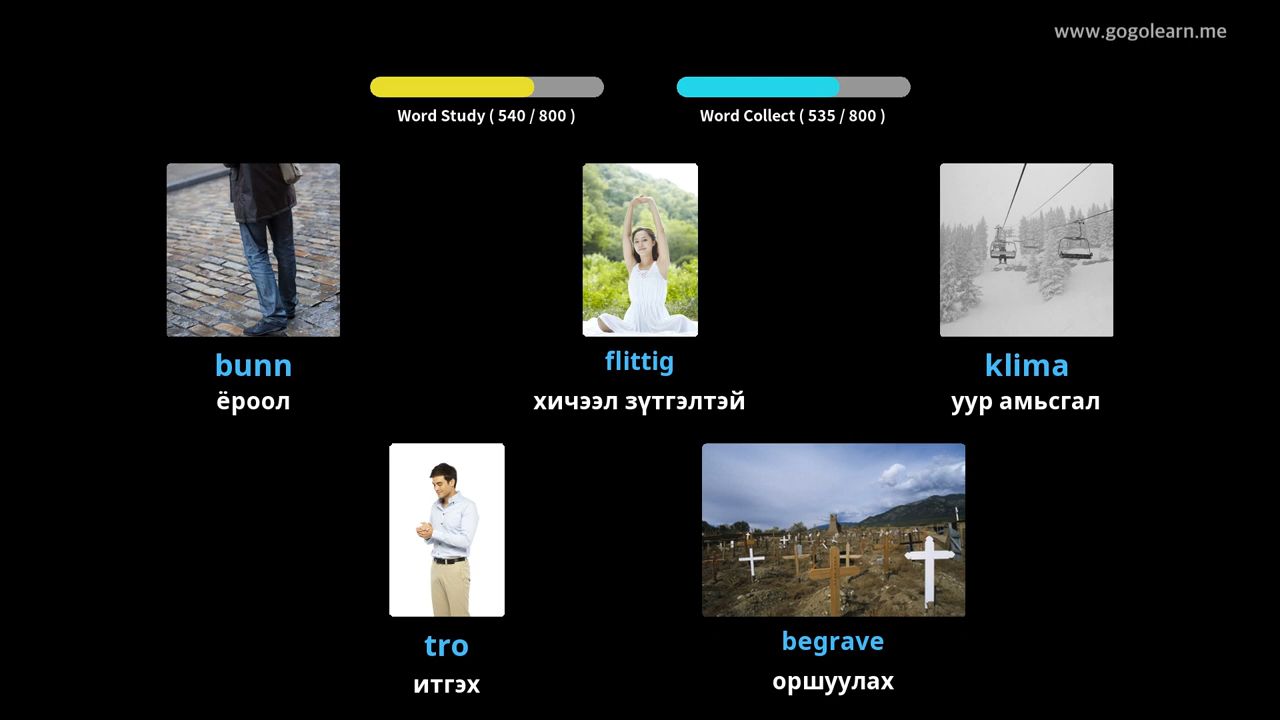 www.gogolearn.me
Word Study ( 540 / 800 )
Word Collect ( 535 / 800 )
bunn
ёроол
flittig
хичээл зүтгэлтэй
klima
уур амьсгал
tro
итгэх
begrave
оршуулах